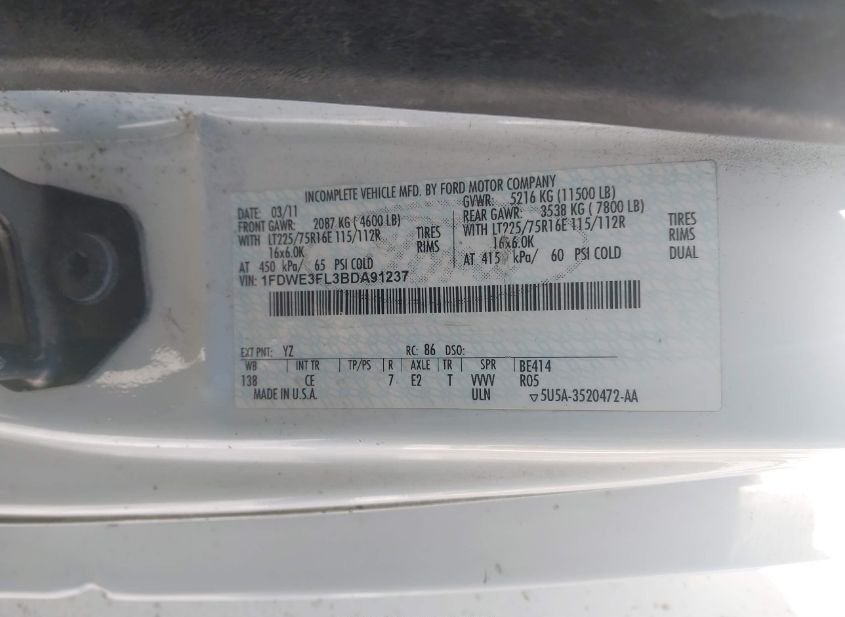 INCOMPLETE VEHICLE MFD. BY FORD MOTOR COMPANY
DATE: 03/11 GVWR: 5216 KG (11500 LB)
FRONT GAWR: 2087 KG (4600 LB) REAR GAWR: 3538 KG (7800 LB)
WITH LT225/75R16E 115/112R TIRES WITH LT225/75R16E 115/112R TIRES
16x6.0K RIMS 16x6.0K RIMS
AT 450 kPa/ 65 PSI COLD AT 415 kPa/ 60 PSI COLD DUAL
VIN: 1FDWE3FL3BDA91237
EXT PNT: YZ RC: 86 DSO:
WB INT TR TP/PS R AXLE TR SPR BE414
138 CE 7 E2 T VVVV R05
MADE IN U.S.A. ULN ▽5U5A-3520472-AA